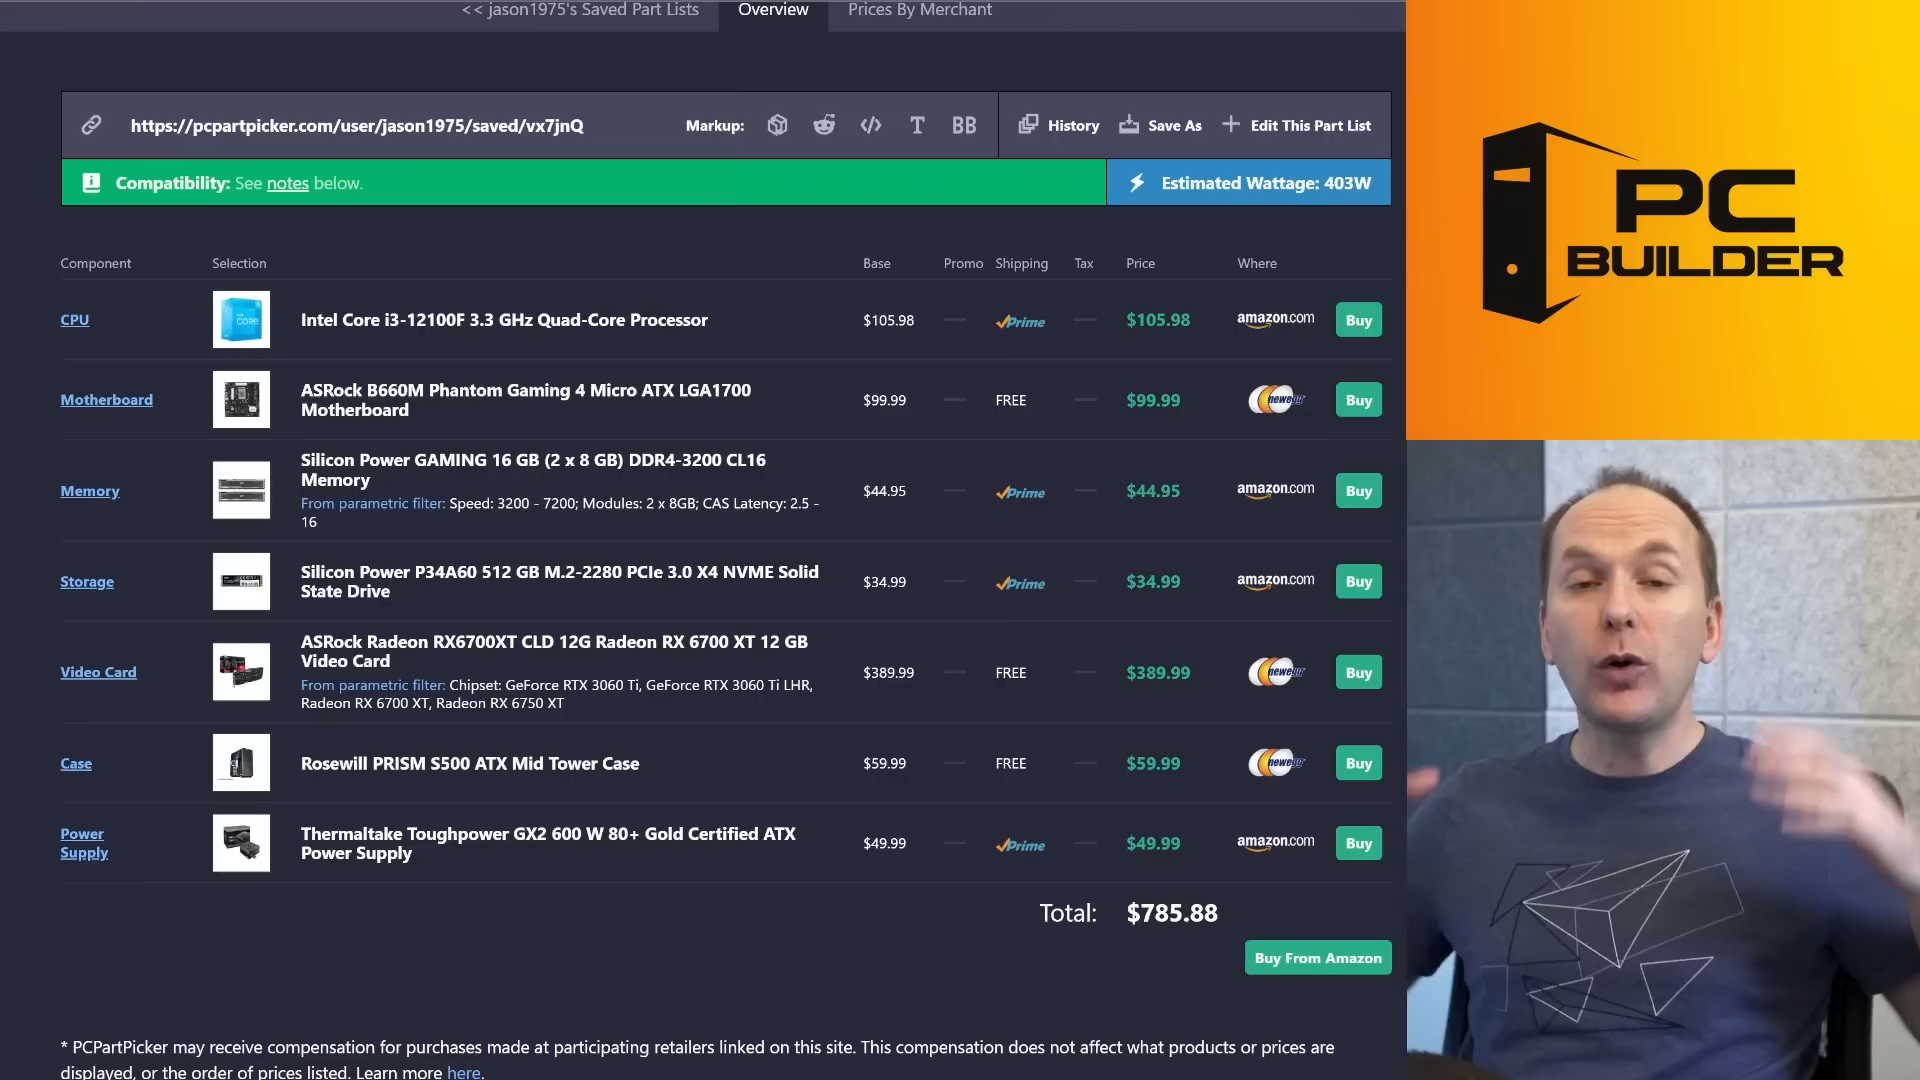 << jason1975's Saved Part Lists Overview Prices By Merchant
https://pcpartpicker.com/user/jason1975/saved/vx7jnQ Markup: T BB History Save As Edit This Part List
Compatibility: See notes below. Estimated Wattage: 403W
Component Selection Base Promo Shipping Tax Price Where
CPU Intel Core i3-12100F 3.3 GHz Quad-Core Processor $105.98 Prime $105.98 amazon.com Buy
Motherboard ASRock B660M Phantom Gaming 4 Micro ATX LGA1700
Motherboard $99.99 FREE $99.99 newegg Buy
Memory Silicon Power GAMING 16 GB (2 x 8 GB) DDR4-3200 CL16
Memory
From parametric filter: Speed: 3200 - 7200; Modules: 2 x 8GB; CAS Latency: 2.5 -
16 $44.95 Prime $44.95 amazon.com Buy
Storage Silicon Power P34A60 512 GB M.2-2280 PCIe 3.0 X4 NVME Solid
State Drive $34.99 Prime $34.99 amazon.com Buy
Video Card ASRock Radeon RX6700XT CLD 12G Radeon RX 6700 XT 12 GB
Video Card
From parametric filter: Chipset: GeForce RTX 3060 Ti, GeForce RTX 3060 Ti LHR,
Radeon RX 6700 XT, Radeon RX 6750 XT $389.99 FREE $389.99 newegg Buy
Case Rosewill PRISM S500 ATX Mid Tower Case $59.99 FREE $59.99 newegg Buy
Power
Supply Thermaltake Toughpower GX2 600 W 80+ Gold Certified ATX
Power Supply $49.99 Prime $49.99 amazon.com Buy
Total: $785.88
Buy From Amazon
* PCPartPicker may receive compensation for purchases made at participating retailers linked on this site. This compensation does not affect what products or prices are
displayed, or the order of prices listed. Learn more here.
PC
BUILDER